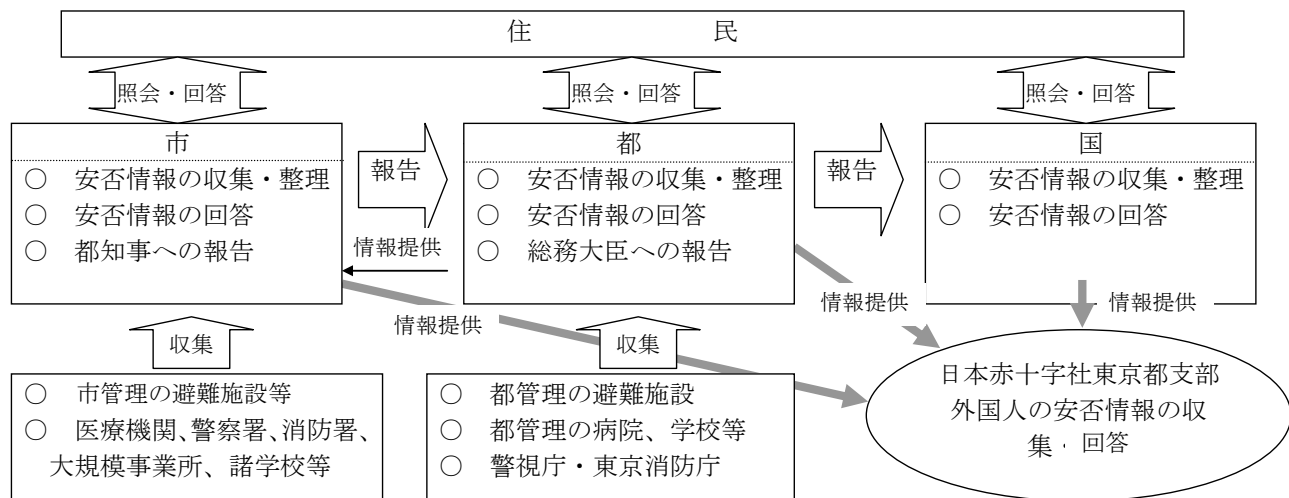 住　　　　　民
照会・回答
照会・回答
照会・回答
市
○　安否情報の収集・整理
○　安否情報の回答
○　都知事への報告
報告
都
○　安否情報の収集・整理
○　安否情報の回答
○　総務大臣への報告
報告
国
○　安否情報の収集・整理
○　安否情報の回答
情報提供
情報提供
情報提供
情報提供
収集
収集
○　市管理の避難施設等
○　医療機関、警察署、消防署、
大規模事業所、諸学校等
○　都管理の避難施設
○　都管理の病院、学校等
○　警視庁・東京消防庁
日本赤十字社東京都支部
外国人の安否情報の収
集・回答